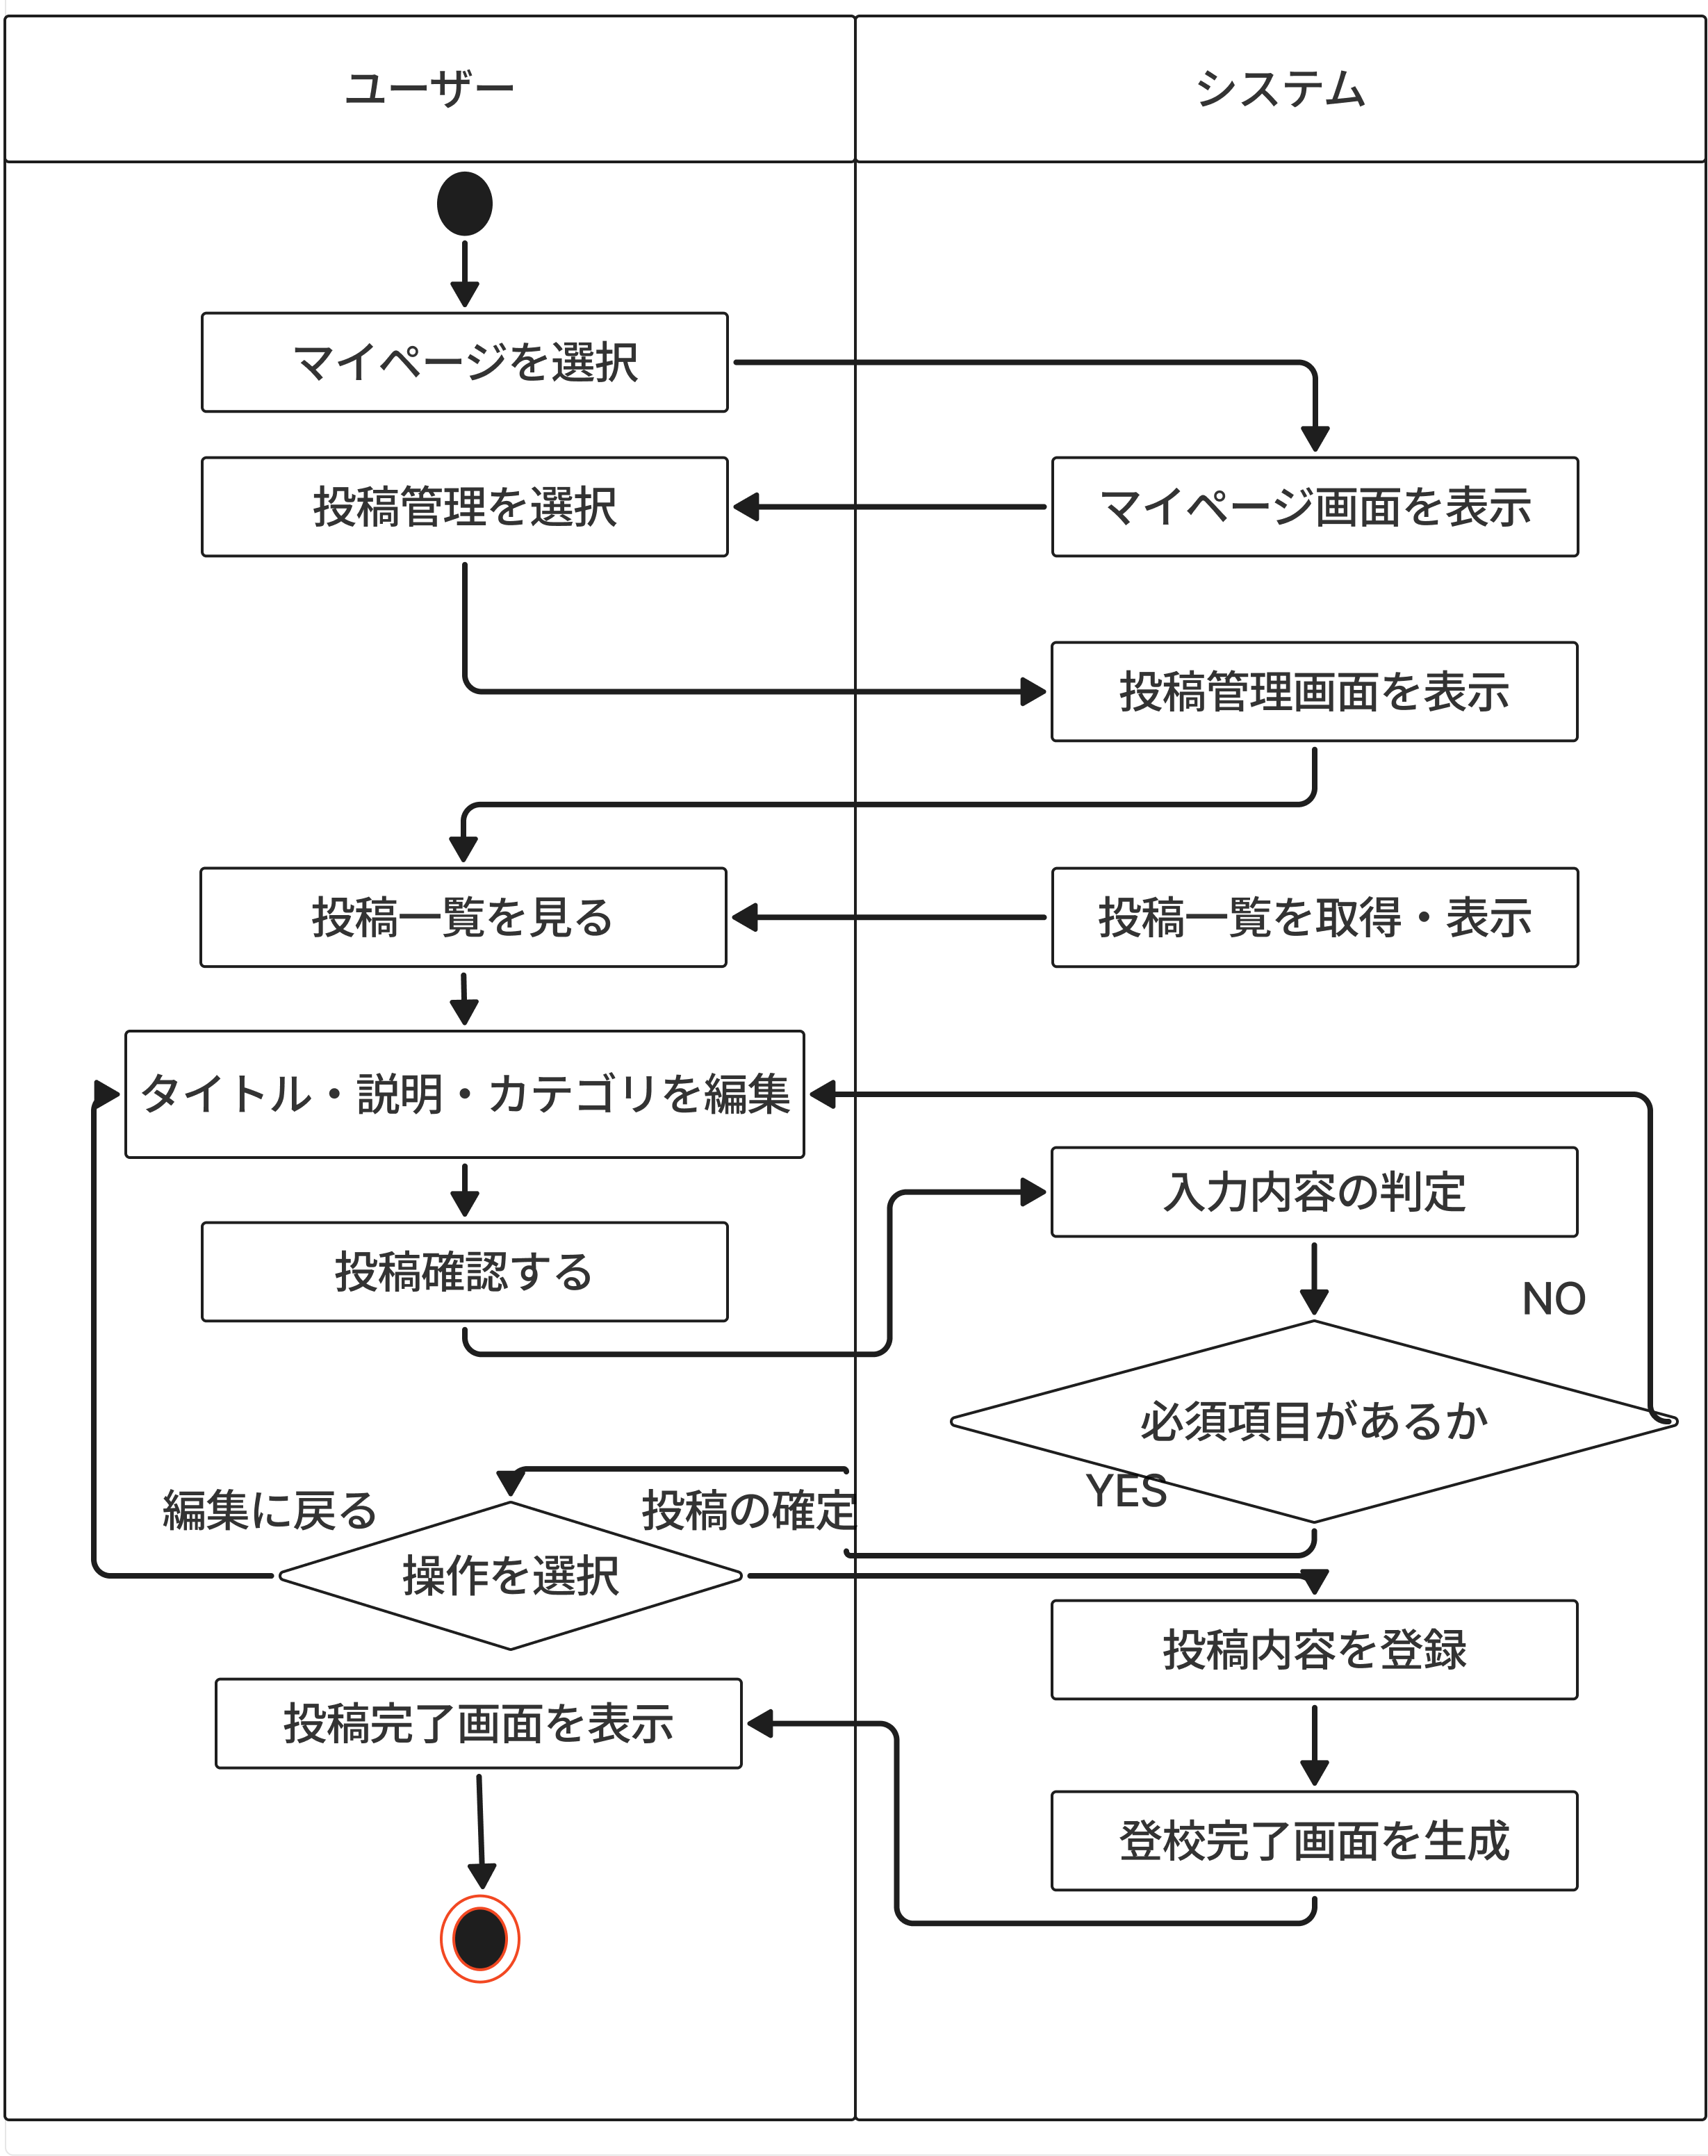 ユーザー
システム
マイページを選択
投稿管理を選択
マイページ画面を表示
投稿管理画面を表示
投稿一覧を見る
投稿一覧を取得・表示
タイトル・説明・カテゴリを編集
入力内容の判定
投稿確認する
NO
必須項目があるか
YES
編集に戻る
投稿の確定
操作を選択
投稿内容を登録
投稿完了画面を表示
登校完了画面を生成